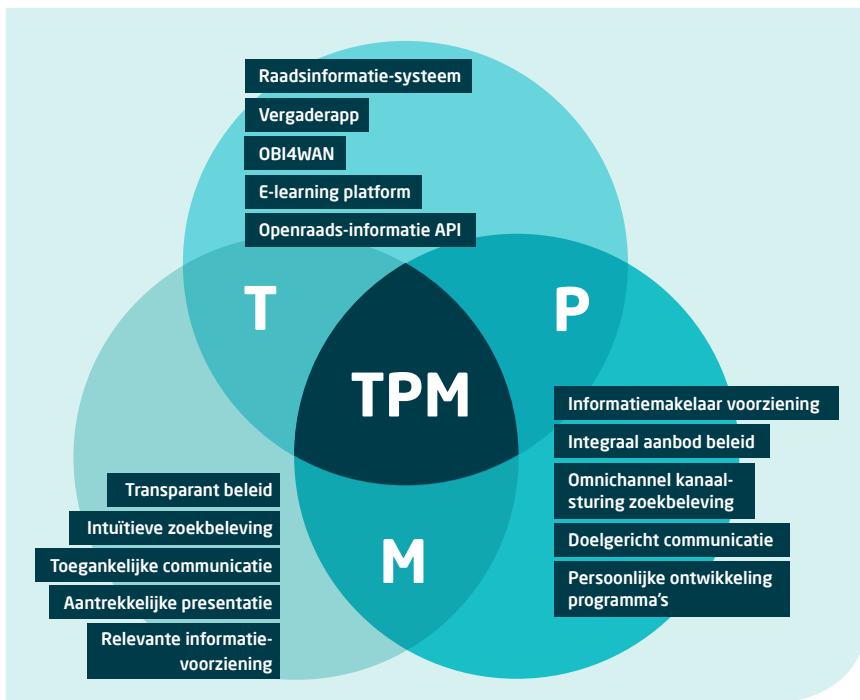 Raadsinformatie-systeem
Vergaderapp
OBI4WAN
E-learning platform
Openraads-informatie API
T
P
TPM
M
Informatiemakelaar voorziening
Integraal aanbod beleid
Omnichannel kanaal-
sturing zoekbeleving
Doelgericht communicatie
Persoonlijke ontwikkeling
programma's
Transparant beleid
Intuïtieve zoekbeleving
Toegankelijke communicatie
Aantrekkelijke presentatie
Relevante informatie-
voorziening